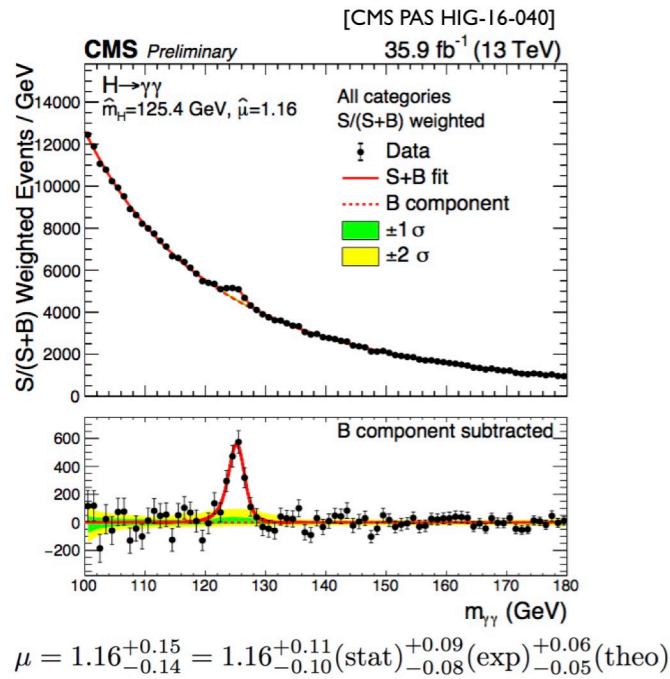 [CMS PAS HIG-16-040]
CMS Preliminary 35.9 fb⁻¹ (13 TeV)
H→γγ
m̂_H=125.4 GeV, μ̂=1.16
All categories
S/(S+B) weighted
Data
S+B fit
B component
±1 σ
±2 σ
S/(S+B) Weighted Events / GeV
14000
12000
10000
8000
6000
4000
2000
0
B component subtracted
600
400
200
0
−200
100 110 120 130 140 150 160 170 180
m_γγ (GeV)
μ = 1.16 +0.15 −0.14 = 1.16 +0.11 −0.10 (stat) +0.09 −0.08 (exp) +0.06 −0.05 (theo)